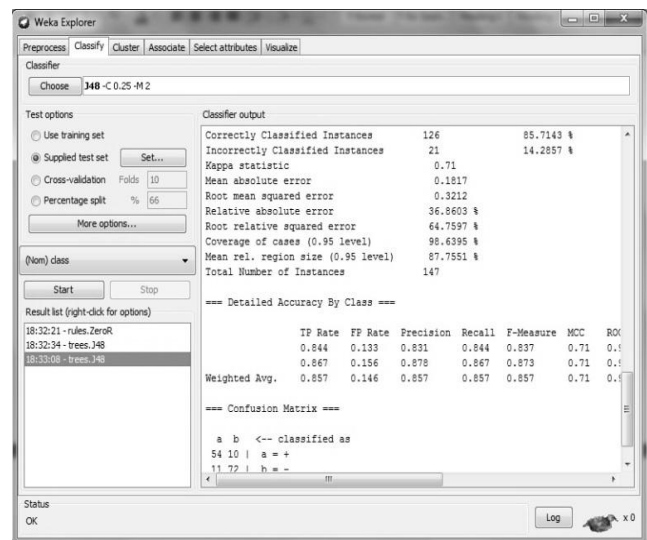 Weka Explorer
Preprocess Classify Cluster Associate Select attributes Visualize
Classifier
Choose J48 -C 0.25 -M 2
Test options
Use training set
Supplied test set Set...
Cross-validation Folds 10
Percentage split % 66
More options...
(Nom) class
Start Stop
Result list (right-click for options)
18:32:21 - rules.ZeroR
18:32:34 - trees.J48
18:33:08 - trees.J48
Classifier output
Correctly Classified Instances 126 85.7143 %
Incorrectly Classified Instances 21 14.2857 %
Kappa statistic 0.71
Mean absolute error 0.1817
Root mean squared error 0.3212
Relative absolute error 36.8603 %
Root relative squared error 64.7597 %
Coverage of cases (0.95 level) 98.6395 %
Mean rel. region size (0.95 level) 87.7551 %
Total Number of Instances 147
=== Detailed Accuracy By Class ===
TP Rate FP Rate Precision Recall F-Measure MCC ROC
0.844 0.133 0.831 0.844 0.837 0.71 0.9
0.867 0.156 0.878 0.867 0.873 0.71 0.9
Weighted Avg. 0.857 0.146 0.857 0.857 0.857 0.71 0.9
=== Confusion Matrix ===
a b <-- classified as
54 10 | a = +
11 72 | b = -
Status
OK
Log
x 0